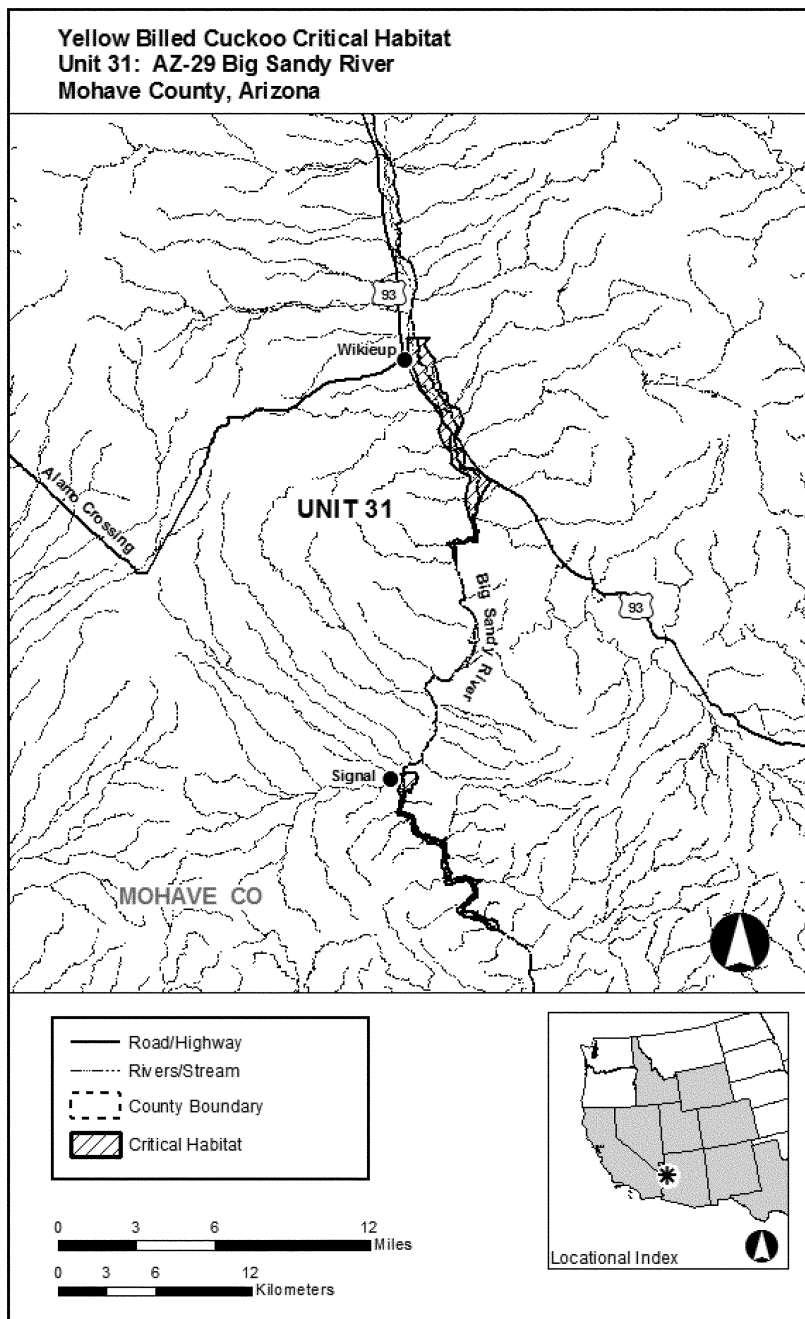 Yellow Billed Cuckoo Critical Habitat
Unit 31: AZ-29 Big Sandy River
Mohave County, Arizona
93
Wikieup
Alamo Crossing
UNIT 31
Big Sandy River
93
Signal
MOHAVE CO
Road/Highway
Rivers/Stream
County Boundary
Critical Habitat
0 3 6 12
Miles
0 3 6 12
Kilometers
Locational Index